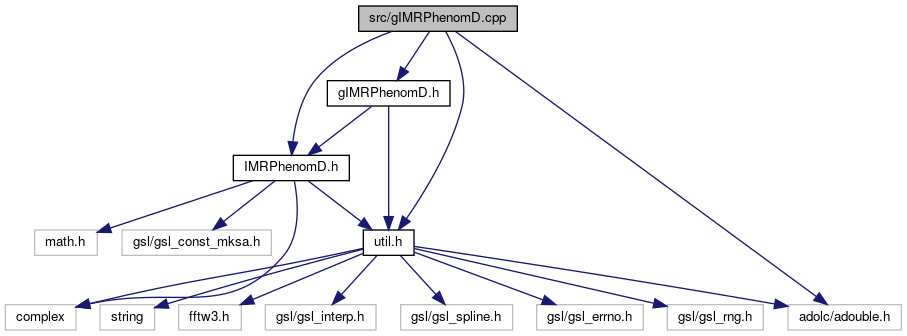 src/gIMRPhenomD.cpp
gIMRPhenomD.h
IMRPhenomD.h
math.h
gsl/gsl_const_mksa.h
util.h
complex
string
fftw3.h
gsl/gsl_interp.h
gsl/gsl_spline.h
gsl/gsl_errno.h
gsl/gsl_rng.h
adolc/adouble.h